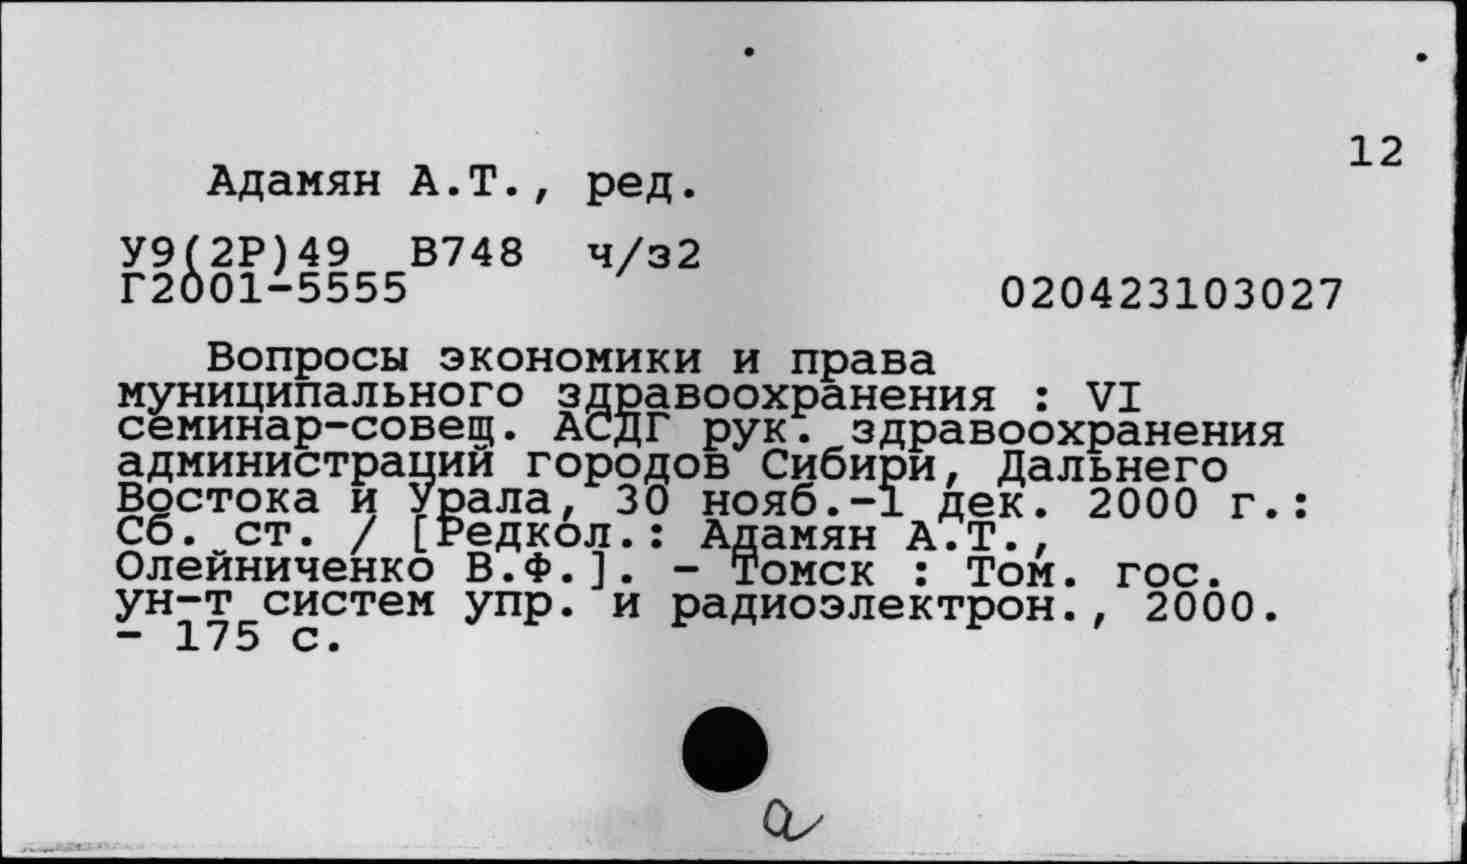 12
Адамян А.Т., ред.
У9(2Р)49 В748 ч/з2
Г2001-5555 020423103027
Вопросы экономики и права
муниципального здравоохранения : VI
семинар-совещ. АСДГ рук. здравоохранения
администраций городов Сибири, Дальнего
Востока и Урала, 30 нояб.-1 дек. 2000 г.:
Сб. ст. / [Редкол.: Адамян А.Т.,
Олейниченко В.Ф.]. - Томск : Том. гос.
ун-т систем упр. и радиоэлектрон., 2000.
- 175 с.
а